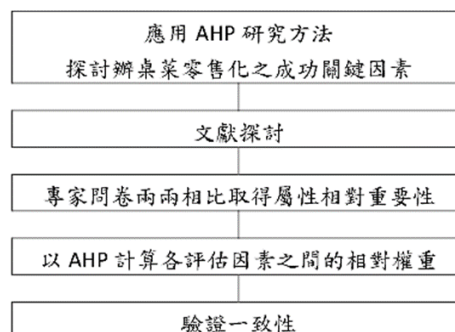 應用 AHP 研究方法
探討辦桌菜零售化之成功關鍵因素
文獻探討
專家問卷兩兩相比取得屬性相對重要性
以 AHP 計算各評估因素之間的相對權重
驗證一致性